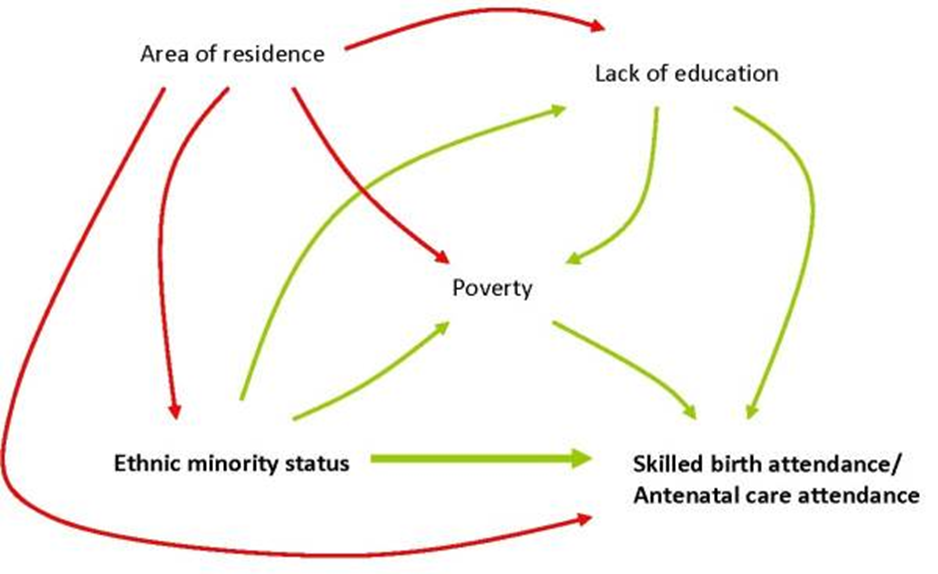 Area of residence
Lack of education
Poverty
Ethnic minority status
Skilled birth attendance/
Antenatal care attendance